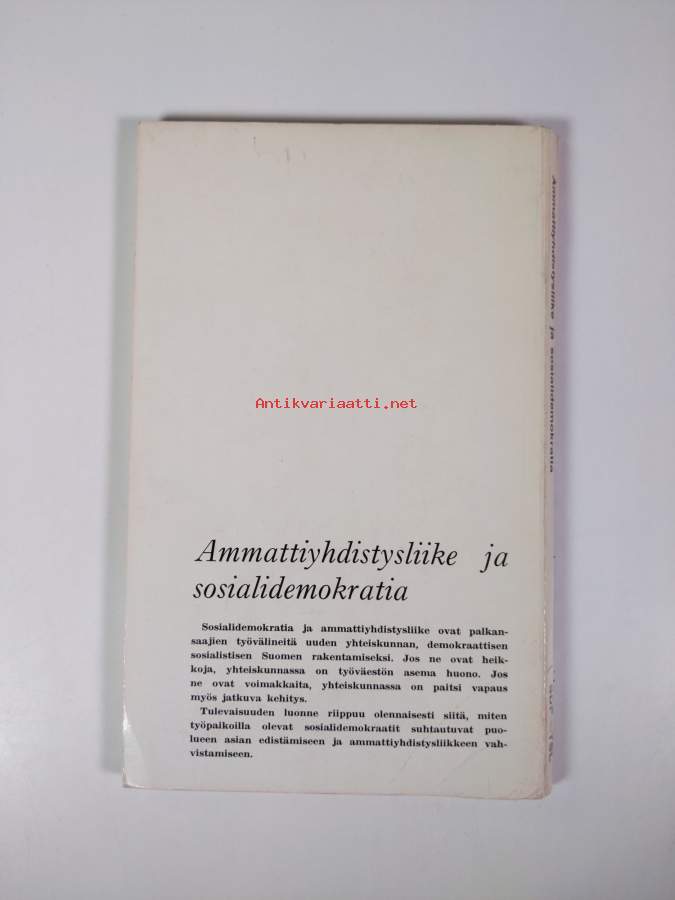 Antikvariaatti.net
Ammattiyhdistysliike ja
sosialidemokratia
Sosialidemokratia ja ammattiyhdistysliike ovat palkan-
saajien työvälineitä uuden yhteiskunnan, demokraattisen
sosialistisen Suomen rakentamiseksi. Jos ne ovat heik-
koja, yhteiskunnassa on työväestön asema huono. Jos
ne ovat voimakkaita, yhteiskunnassa on paitsi vapaus
myös jatkuva kehitys.
Tulevaisuuden luonne riippuu olennaisesti siitä, miten
työpaikoilla olevat sosialidemokraatit suhtautuvat puo-
lueen asian edistämiseen ja ammattiyhdistysliikkeen vah-
vistamiseen.
Ammattiyhdistysliike ja sosialidemokratia